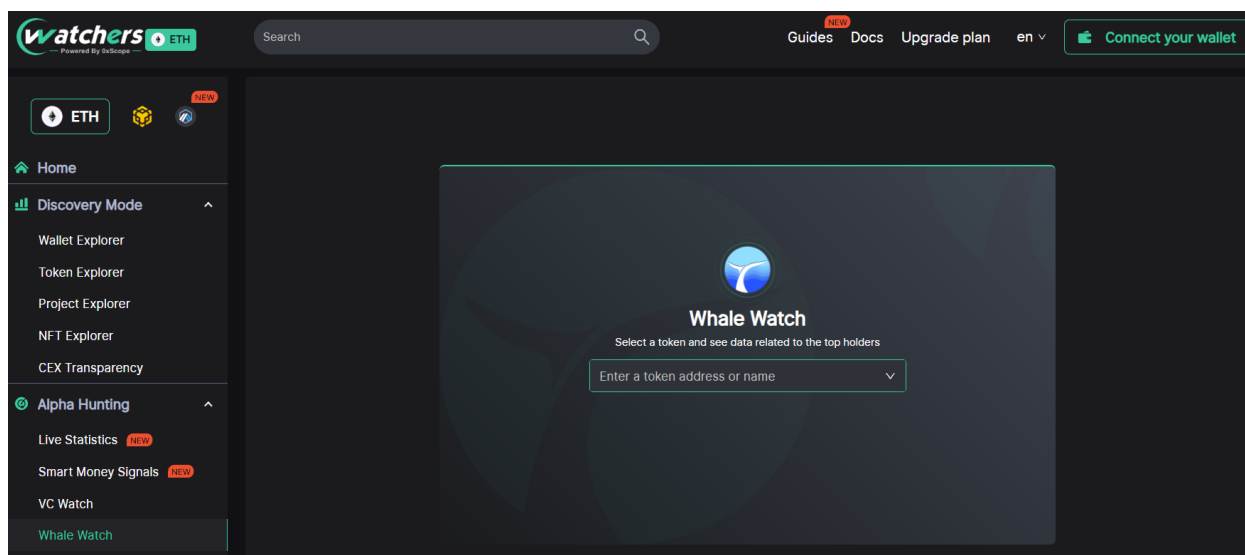 Watchers ETH
Powered By 0xScope
Search
NEW
Guides Docs Upgrade plan en
Connect your wallet
NEW
ETH
Home
Discovery Mode
Wallet Explorer
Token Explorer
Project Explorer
NFT Explorer
CEX Transparency
Alpha Hunting
Live Statistics NEW
Smart Money Signals NEW
VC Watch
Whale Watch
Whale Watch
Select a token and see data related to the top holders
Enter a token address or name